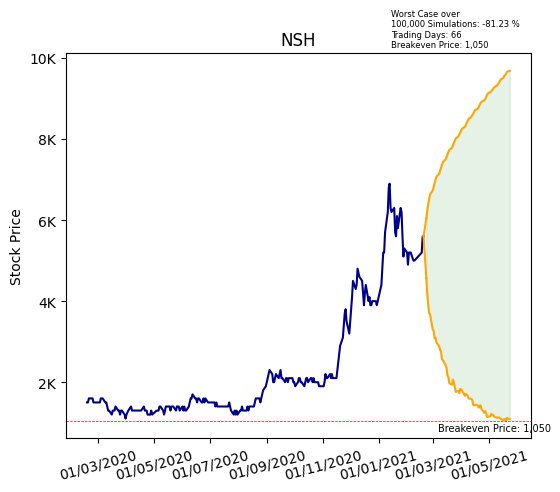 Worst Case over
100,000 Simulations: -81.23 %
Trading Days: 66
Breakeven Price: 1,050
NSH
10K
8K
6K
4K
2K
Stock Price
Breakeven Price: 1,050
01/03/2020
01/05/2020
01/07/2020
01/09/2020
01/11/2020
01/01/2021
01/03/2021
01/05/2021